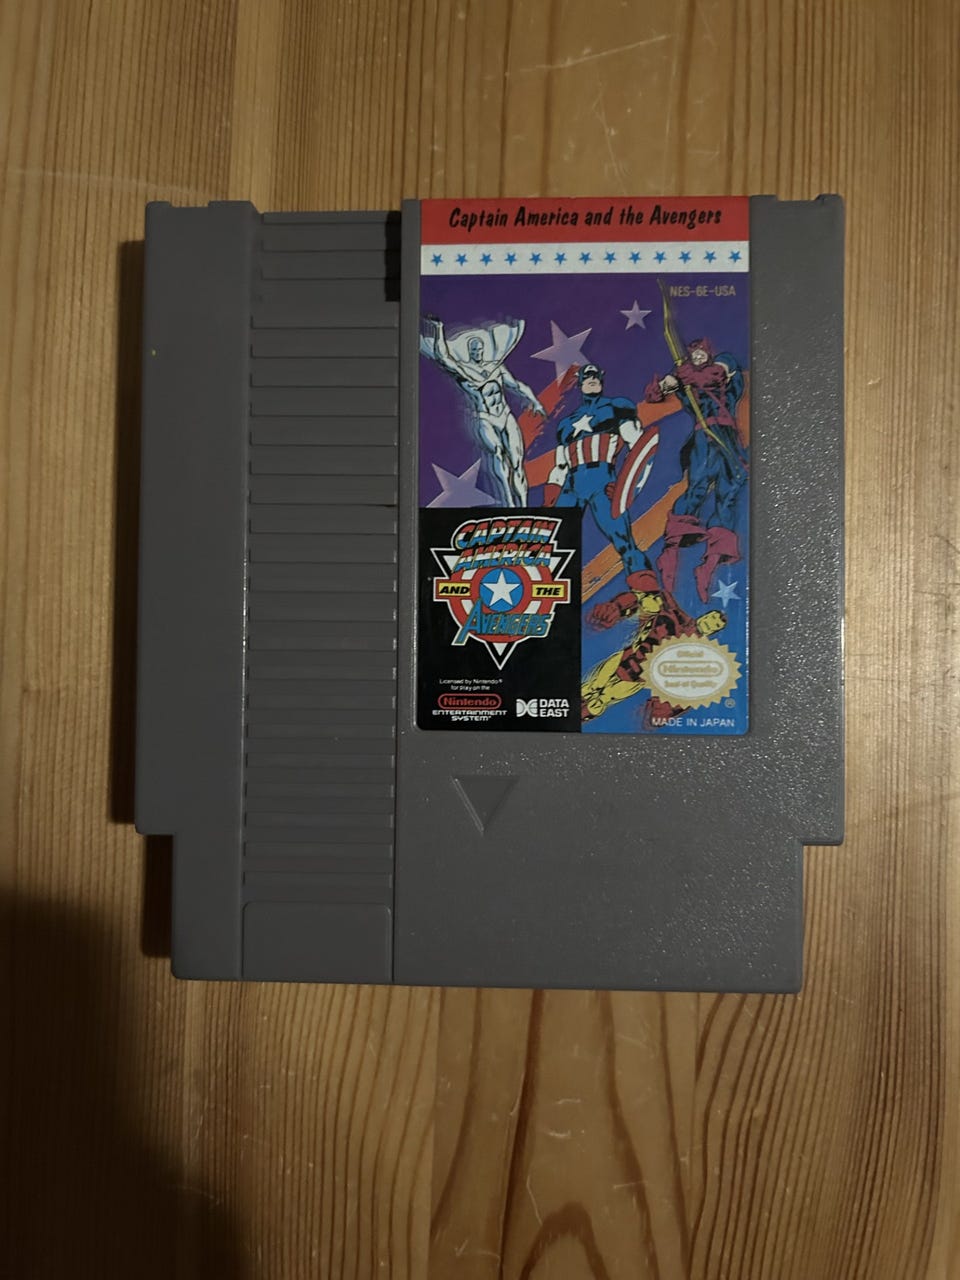 Captain America and the Avengers
NES-6E-USA
CAPTAIN
AMERICA
AND THE
AVENGERS
Licensed by Nintendo®
for play on the
Nintendo
ENTERTAINMENT
SYSTEM®
DATA
EAST
Official
Nintendo
Seal of Quality
®
MADE IN JAPAN